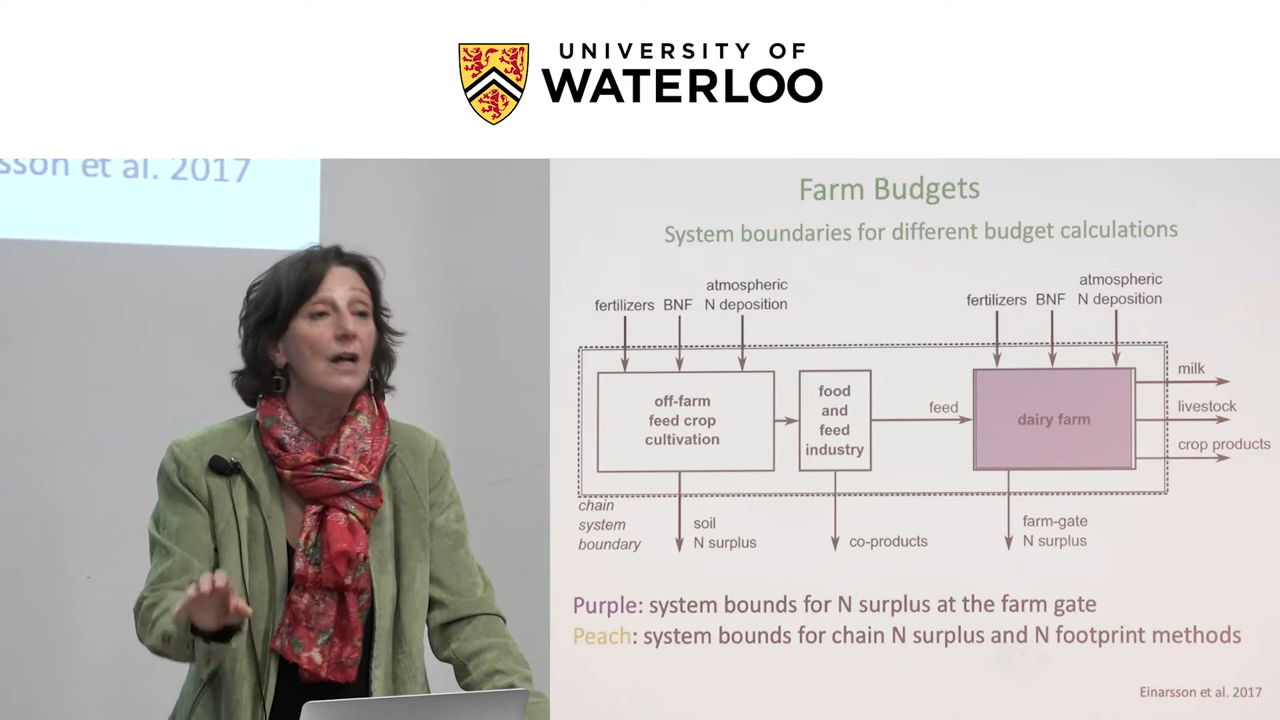 UNIVERSITY OF
WATERLOO
sson et al. 2017
Farm Budgets
System boundaries for different budget calculations
fertilizers BNF atmospheric N deposition
fertilizers BNF atmospheric N deposition
off-farm
feed crop
cultivation
food
and
feed
industry
feed
dairy farm
milk
livestock
crop products
chain
system
boundary
soil
N surplus
co-products
farm-gate
N surplus
Purple: system bounds for N surplus at the farm gate
Peach: system bounds for chain N surplus and N footprint methods
Einarsson et al. 2017